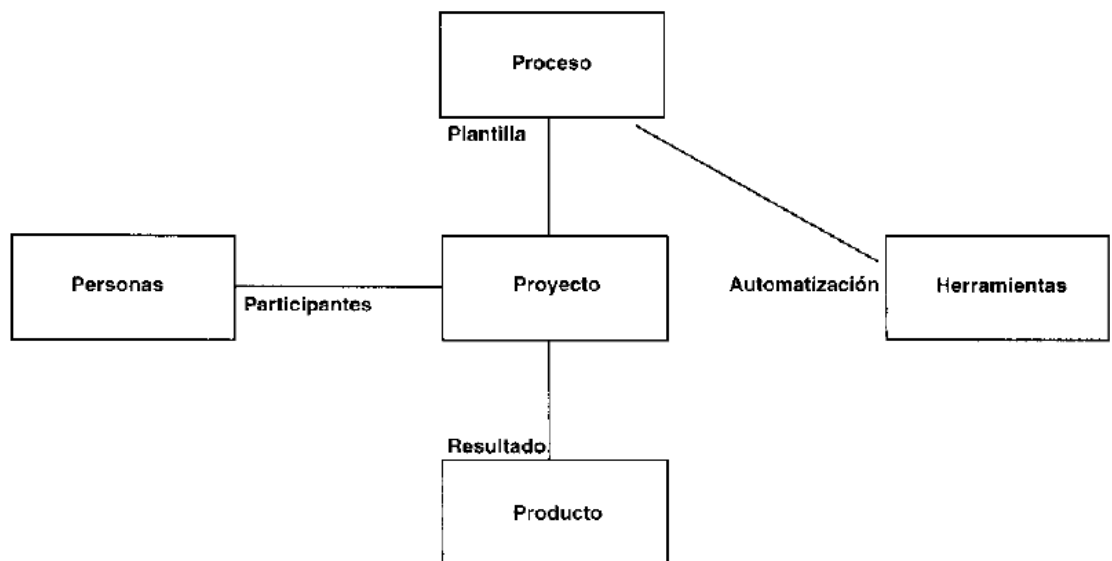 Proceso
Plantilla
Personas
Participantes
Proyecto
Automatización
Herramientas
Resultado
Producto